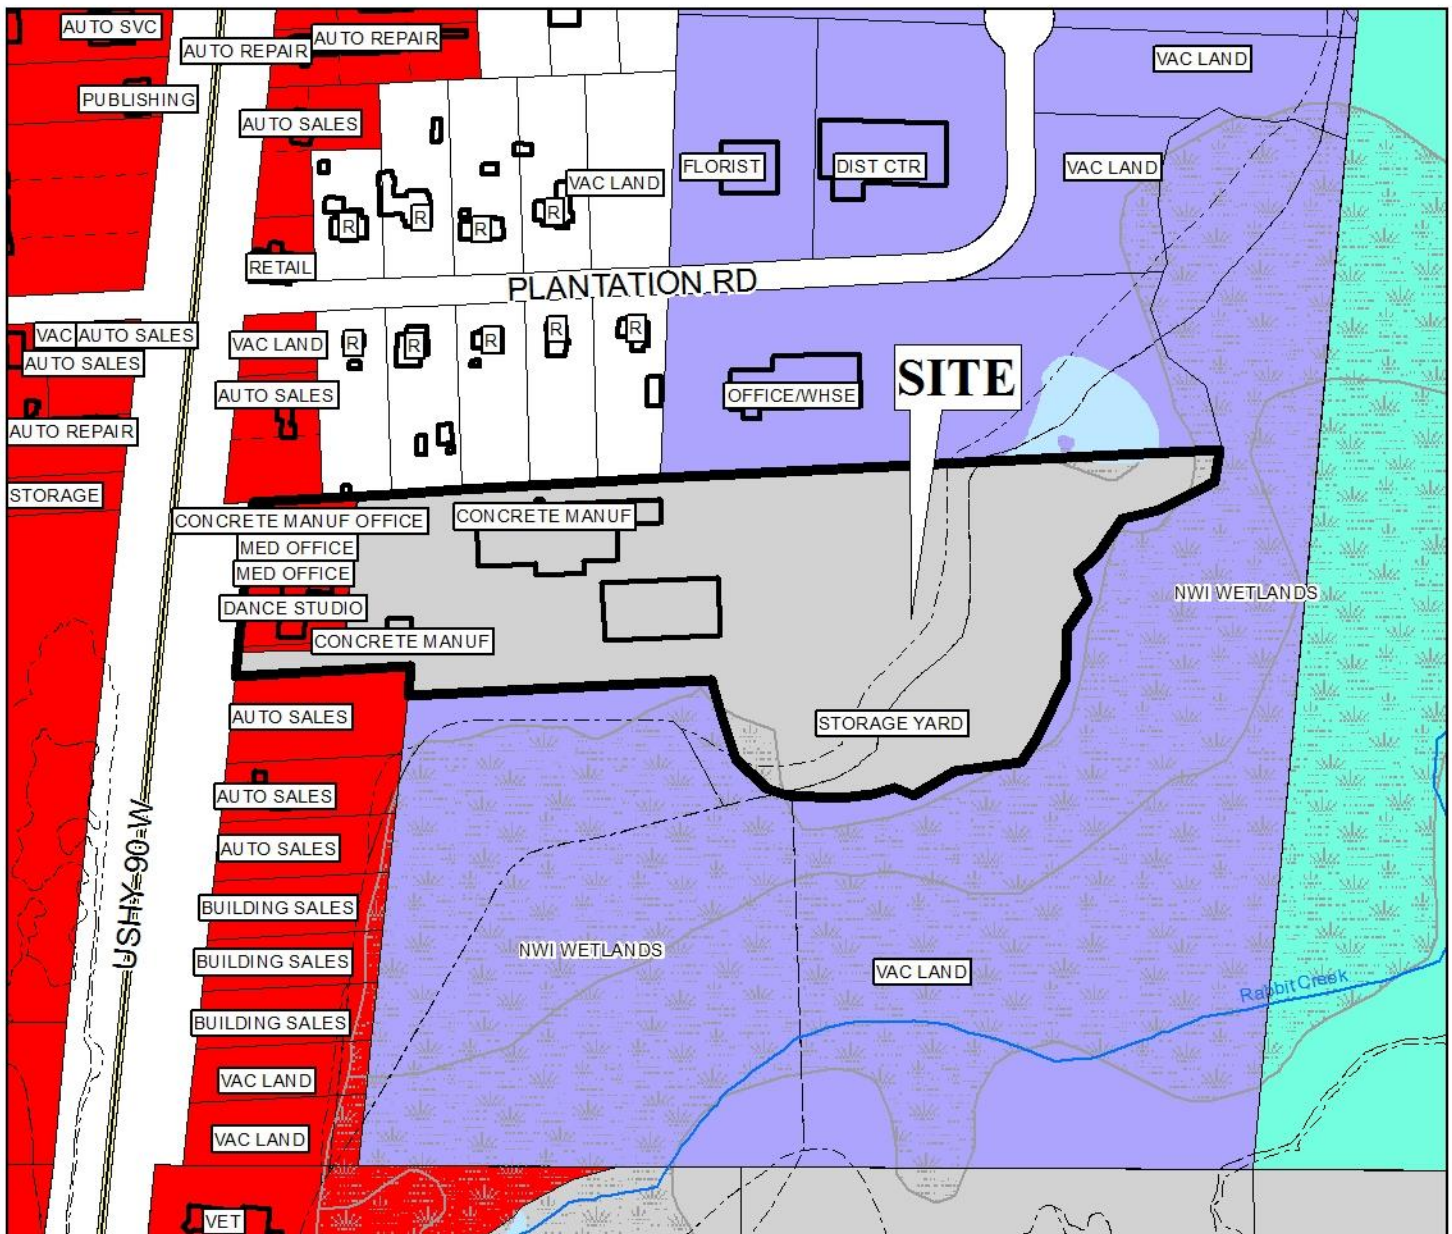 AUTO SVC
AUTO REPAIR
AUTO REPAIR
VAC LAND
PUBLISHING
AUTO SALES
FLORIST
DIST CTR
VAC LAND
VAC LAND
R
R
R
R
RETAIL
PLANTATION RD
VAC
AUTO SALES
VAC LAND
R
R
R
R
R
AUTO SALES
SITE
AUTO SALES
OFFICE/WHSE
AUTO REPAIR
STORAGE
CONCRETE MANUF OFFICE
CONCRETE MANUF
MED OFFICE
MED OFFICE
NWI WETLANDS
DANCE STUDIO
CONCRETE MANUF
AUTO SALES
STORAGE YARD
AUTO SALES
AUTO SALES
USHY 90 W
BUILDING SALES
NWI WETLANDS
BUILDING SALES
VAC LAND
Rabbit Creek
BUILDING SALES
VAC LAND
VAC LAND
VET